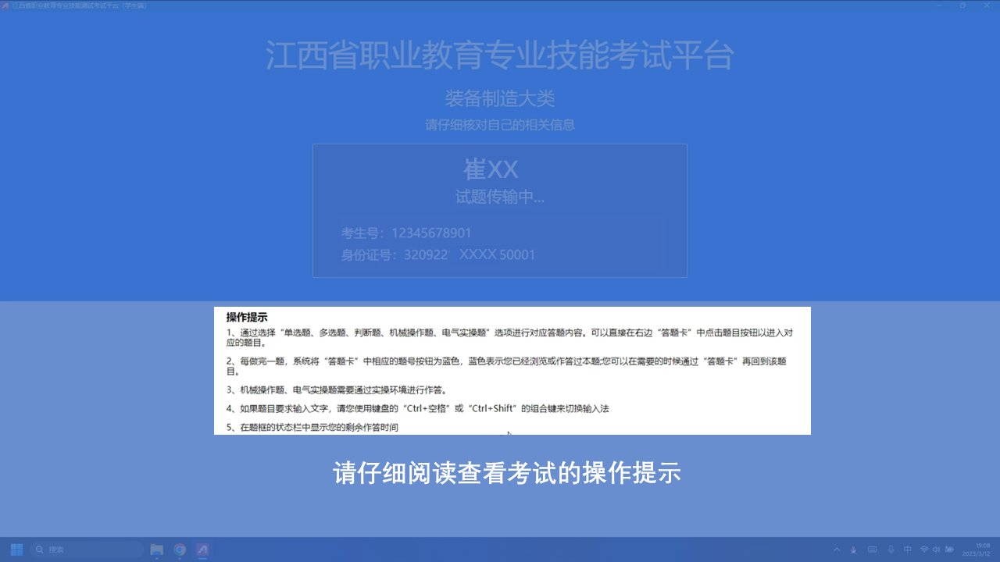 江西省职业教育专业技能测试考试平台 [学生端]
江西省职业教育专业技能考试平台
装备制造大类
请仔细核对自己的相关信息
崔XX
试题传输中...
考生号：12345678901
身份证号：320922 XXXX 50001
操作提示
1、通过选择“单选题、多选题、判断题、机械操作题、电气实操题”选项进行对应答题内容。可以直接在右边“答题卡”中点击题目按钮以进入对
应的题目。
2、每做完一题，系统将“答题卡”中相应的题号按钮为蓝色，蓝色表示您已经浏览或作答过本题;您可以在需要的时候通过“答题卡”再回到该题
目。
3、机械操作题、电气实操题需要通过实操环境进行作答。
4、如果题目要求输入文字，请您使用键盘的“Ctrl+空格”或“Ctrl+Shift”的组合键来切换输入法
5、在题框的状态栏中显示您的剩余作答时间
请仔细阅读查看考试的操作提示
搜索
中
19:08
2023/3/12